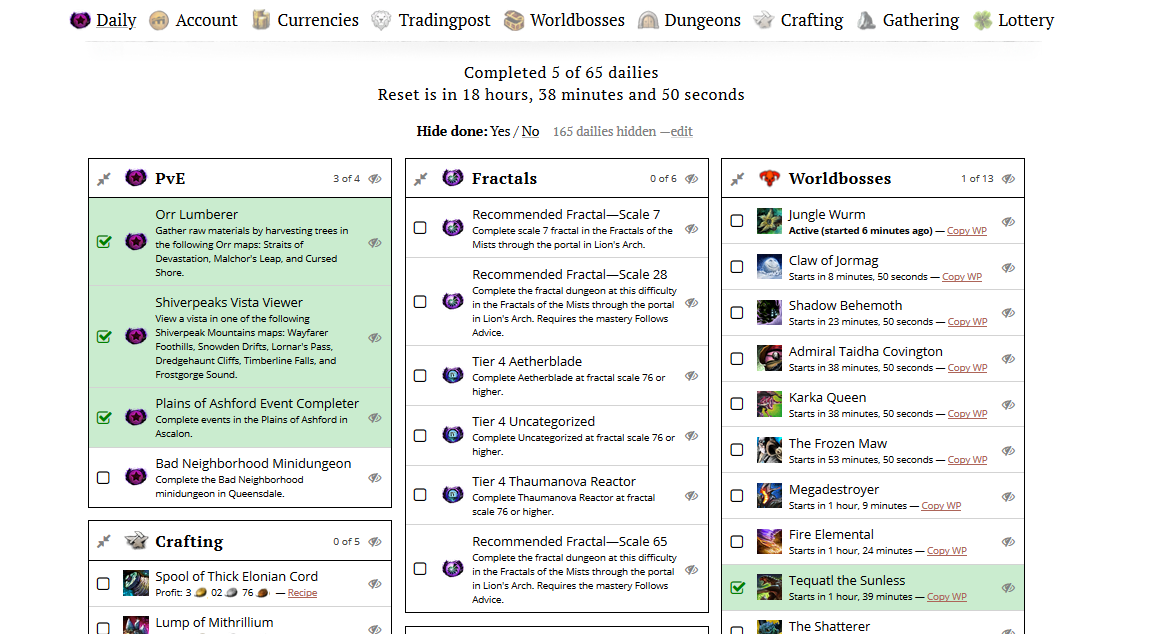 Daily Account Currencies Tradingpost Worldbosses Dungeons Crafting Gathering Lottery
Completed 5 of 65 dailies
Reset is in 18 hours, 38 minutes and 50 seconds
Hide done: Yes / No 165 dailies hidden —edit
PvE 3 of 4
Orr Lumberer
Gather raw materials by harvesting trees in
the following Orr maps: Straits of
Devastation, Malchor's Leap, and Cursed
Shore.
Shiverpeaks Vista Viewer
View a vista in one of the following
Shiverpeak Mountains maps: Wayfarer
Foothills, Snowden Drifts, Lornar's Pass,
Dredgehaunt Cliffs, Timberline Falls, and
Frostgorge Sound.
Plains of Ashford Event Completer
Complete events in the Plains of Ashford in
Ascalon.
Bad Neighborhood Minidungeon
Complete the Bad Neighborhood
minidungeon in Queensdale.
Crafting 0 of 5
Spool of Thick Elonian Cord
Profit: 3 02 76 — Recipe
Lump of Mithrillium
Fractals 0 of 6
Recommended Fractal—Scale 7
Complete scale 7 fractal in the Fractals of the
Mists through the portal in Lion's Arch.
Recommended Fractal—Scale 28
Complete the fractal dungeon at this difficulty
in the Fractals of the Mists through the portal
in Lion's Arch. Requires the mastery Follows
Advice.
Tier 4 Aetherblade
Complete Aetherblade at fractal scale 76 or
higher.
Tier 4 Uncategorized
Complete Uncategorized at fractal scale 76 or
higher.
Tier 4 Thaumanova Reactor
Complete Thaumanova Reactor at fractal
scale 76 or higher.
Recommended Fractal—Scale 65
Complete the fractal dungeon at this difficulty
in the Fractals of the Mists through the portal
in Lion's Arch. Requires the mastery Follows
Advice.
Worldbosses 1 of 13
Jungle Wurm
Active (started 6 minutes ago) — Copy WP
Claw of Jormag
Starts in 8 minutes, 50 seconds — Copy WP
Shadow Behemoth
Starts in 23 minutes, 50 seconds — Copy WP
Admiral Taidha Covington
Starts in 38 minutes, 50 seconds — Copy WP
Karka Queen
Starts in 38 minutes, 50 seconds — Copy WP
The Frozen Maw
Starts in 53 minutes, 50 seconds — Copy WP
Megadestroyer
Starts in 1 hour, 9 minutes — Copy WP
Fire Elemental
Starts in 1 hour, 24 minutes — Copy WP
Tequatl the Sunless
Starts in 1 hour, 39 minutes — Copy WP
The Shatterer